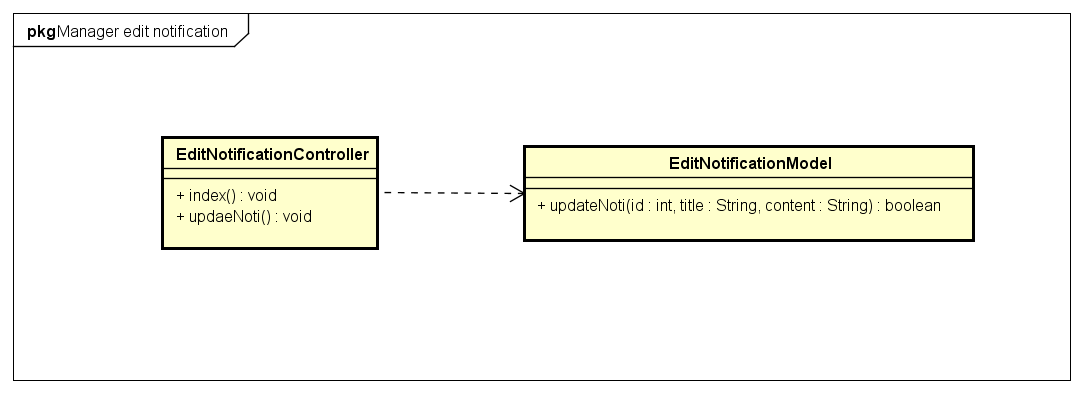 pkgManager edit notification
EditNotificationController
+ index() : void
+ updaeNoti() : void
EditNotificationModel
+ updateNoti(id : int, title : String, content : String) : boolean